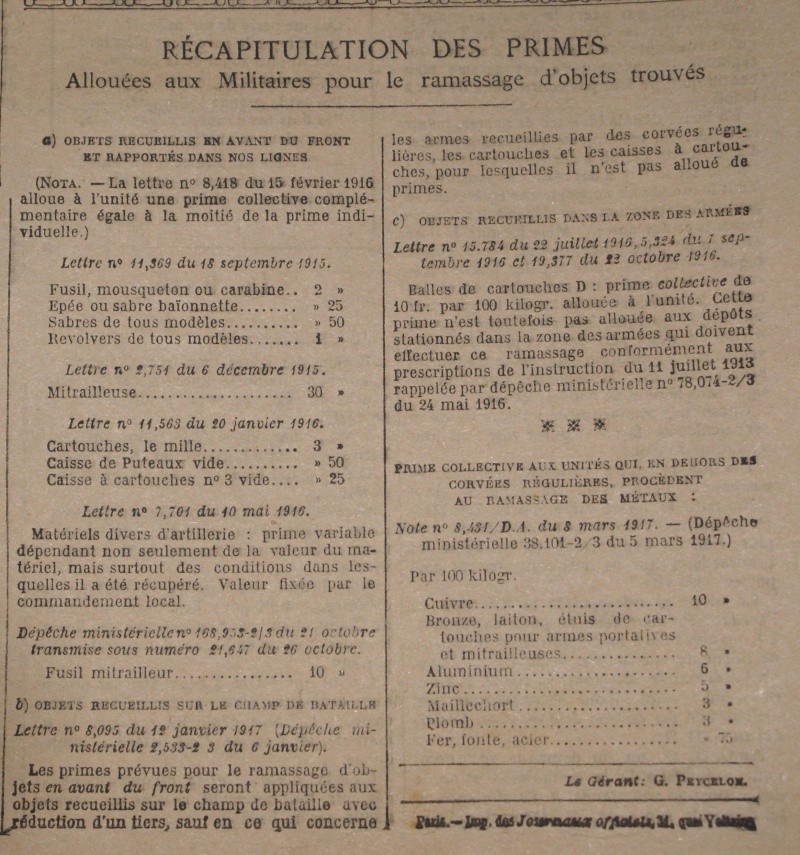 RÉCAPITULATION DES PRIMES
Allouées aux Militaires pour le ramassage d'objets trouvés
a) OBJETS RECUEILLIS EN AVANT DU FRONT
ET RAPPORTÉS DANS NOS LIGNES
(NOTA. — La lettre n° 8,418 du 15 février 1916
alloue à l'unité une prime collective complé-
mentaire égale à la moitié de la prime indi-
viduelle.)
Lettre n° 11,369 du 18 septembre 1915.
Fusil, mousqueton ou carabine.. 2 »
Epée ou sabre baïonnette........ » 25
Sabres de tous modèles.......... » 50
Revolvers de tous modèles....... 1 »
Lettre n° 2,751 du 6 décembre 1915.
Mitrailleuse..................... 30 »
Lettre n° 11,563 du 20 janvier 1916.
Cartouches, le mille............. 3 »
Caisse de Puteaux vide.......... » 50
Caisse à cartouches n° 3 vide.... » 25
Lettre n° 7,701 du 10 mai 1916.
Matériels divers d'artillerie : prime variable
dépendant non seulement de la valeur du ma-
tériel, mais surtout des conditions dans les-
quelles il a été récupéré. Valeur fixée par le
commandement local.
Dépêche ministérielle n° 168,953-2/3 du 21 octobre
transmise sous numéro 21,647 du 26 octobre.
Fusil mitrailleur................ 10 »
b) OBJETS RECUEILLIS SUR LE CHAMP DE BATAILLE
Lettre n° 8,095 du 12 janvier 1917 (Dépêche mi-
nistérielle 2,533-2 3 du 6 janvier).
Les primes prévues pour le ramassage d'ob-
jets en avant du front seront appliquées aux
objets recueillis sur le champ de bataille avec
réduction d'un tiers, sauf en ce qui concerne
les armes recueillies par des corvées régu-
lières, les cartouches et les caisses à cartou-
ches, pour lesquelles il n'est pas alloué de
primes.
c) OBJETS RECUEILLIS DANS LA ZONE DES ARMÉES
Lettre n° 15.784 du 22 juillet 1916, 5,324 du 7 sep-
tembre 1916 et 19,377 du 22 octobre 1916.
Balles de cartouches D : prime collective de
10 fr. par 100 kilogr. allouée à l'unité. Cette
prime n'est toutefois pas allouée aux dépôts
stationnés dans la zone des armées qui doivent
effectuer ce ramassage conformément aux
prescriptions de l'instruction du 11 juillet 1913
rappelée par dépêche ministérielle n° 78,074-2/3
du 24 mai 1916.
PRIME COLLECTIVE AUX UNITÉS QUI, EN DEHORS DES
CORVÉES RÉGULIÈRES, PROCÈDENT
AU RAMASSAGE DES MÉTAUX :
Note n° 8,431/D.A. du 8 mars 1917. — (Dépêche
ministérielle 38.101-2/3 du 5 mars 1917.)
Par 100 kilogr.
Cuivre.......................... 10 »
Bronze, laiton, étuis de car-
touches pour armes portatives
et mitrailleuses............... 8 »
Aluminium..................... 6 »
Zinc........................... 5 »
Maillechort.................... 3 »
Plomb......................... 3 »
Fer, fonte, acier................ » 75
Le Gérant: G. PEYCELON.
Paris. — Imp. des Journaux officiels, 31, quai Voltaire